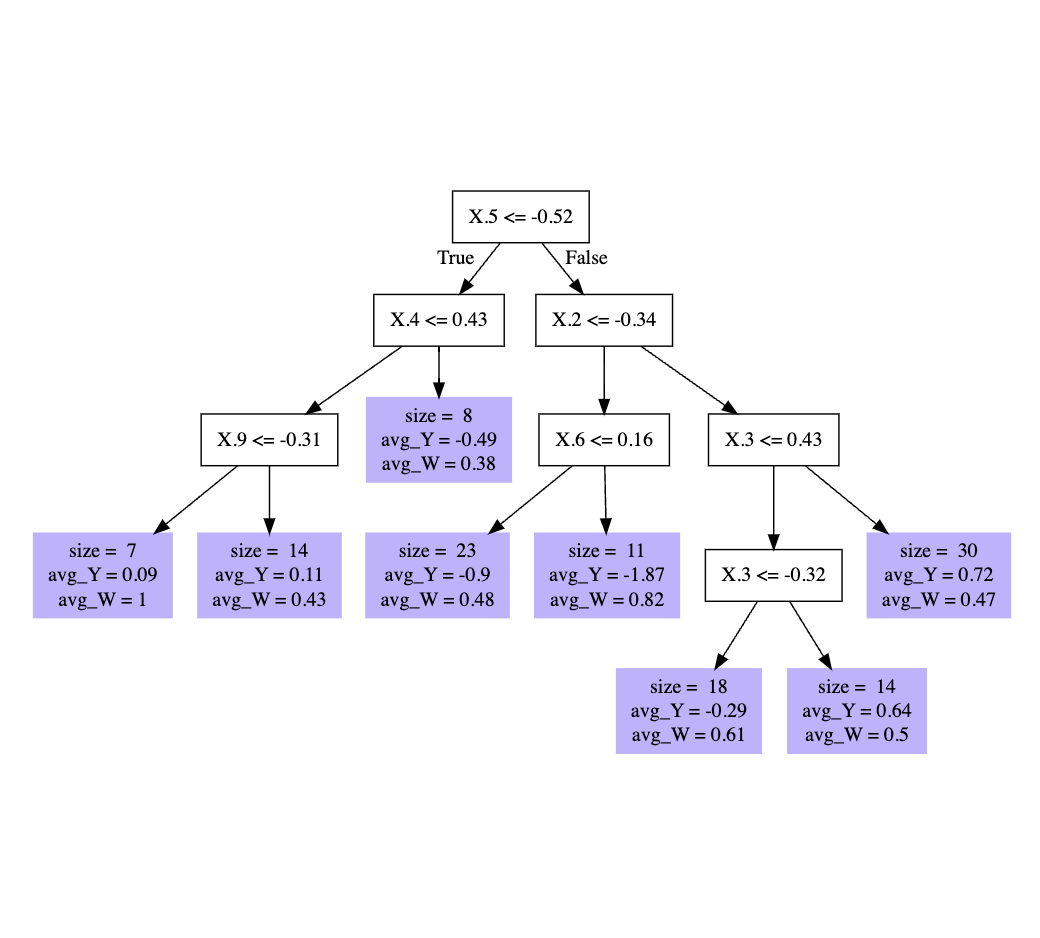 X.5 <= -0.52
True
False
X.4 <= 0.43
X.2 <= -0.34
size =  8
avg_Y = -0.49
avg_W = 0.38
X.9 <= -0.31
X.6 <= 0.16
X.3 <= 0.43
size =  7
avg_Y = 0.09
avg_W = 1
size =  14
avg_Y = 0.11
avg_W = 0.43
size =  23
avg_Y = -0.9
avg_W = 0.48
size =  11
avg_Y = -1.87
avg_W = 0.82
X.3 <= -0.32
size =  30
avg_Y = 0.72
avg_W = 0.47
size =  18
avg_Y = -0.29
avg_W = 0.61
size =  14
avg_Y = 0.64
avg_W = 0.5